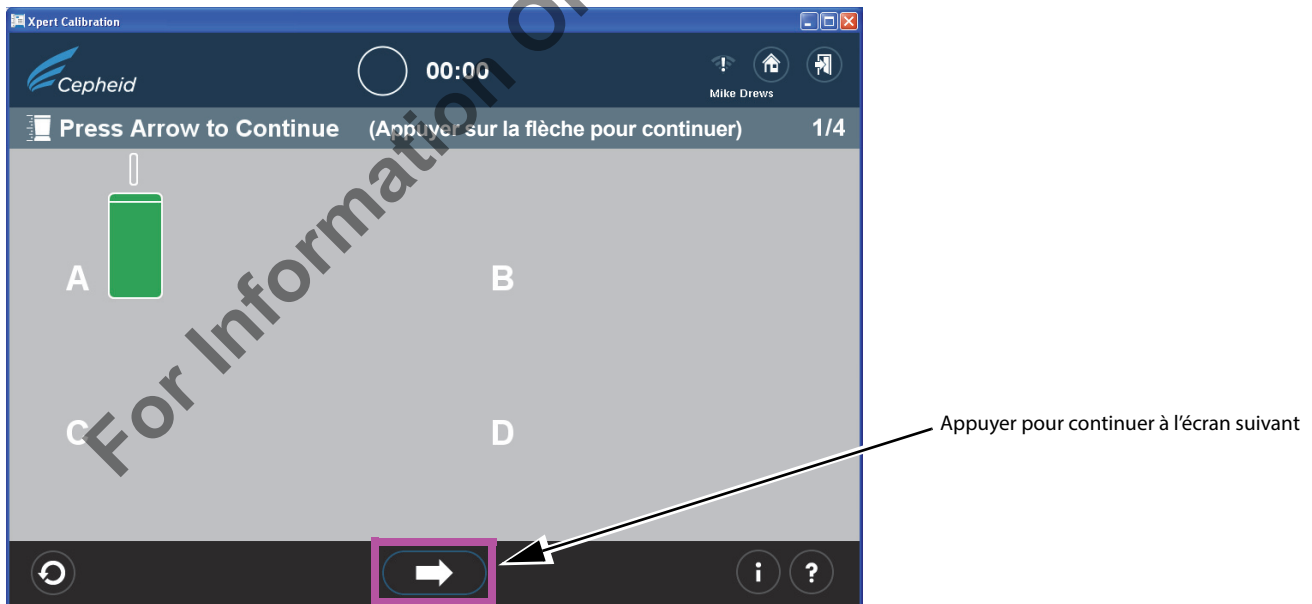 Xpert Calibration
Cepheid
00:00
!
Mike Drews
Press Arrow to Continue (Appuyer sur la flèche pour continuer) 1/4
A
B
C
D
For Information O
Appuyer pour continuer à l'écran suivant
i
?